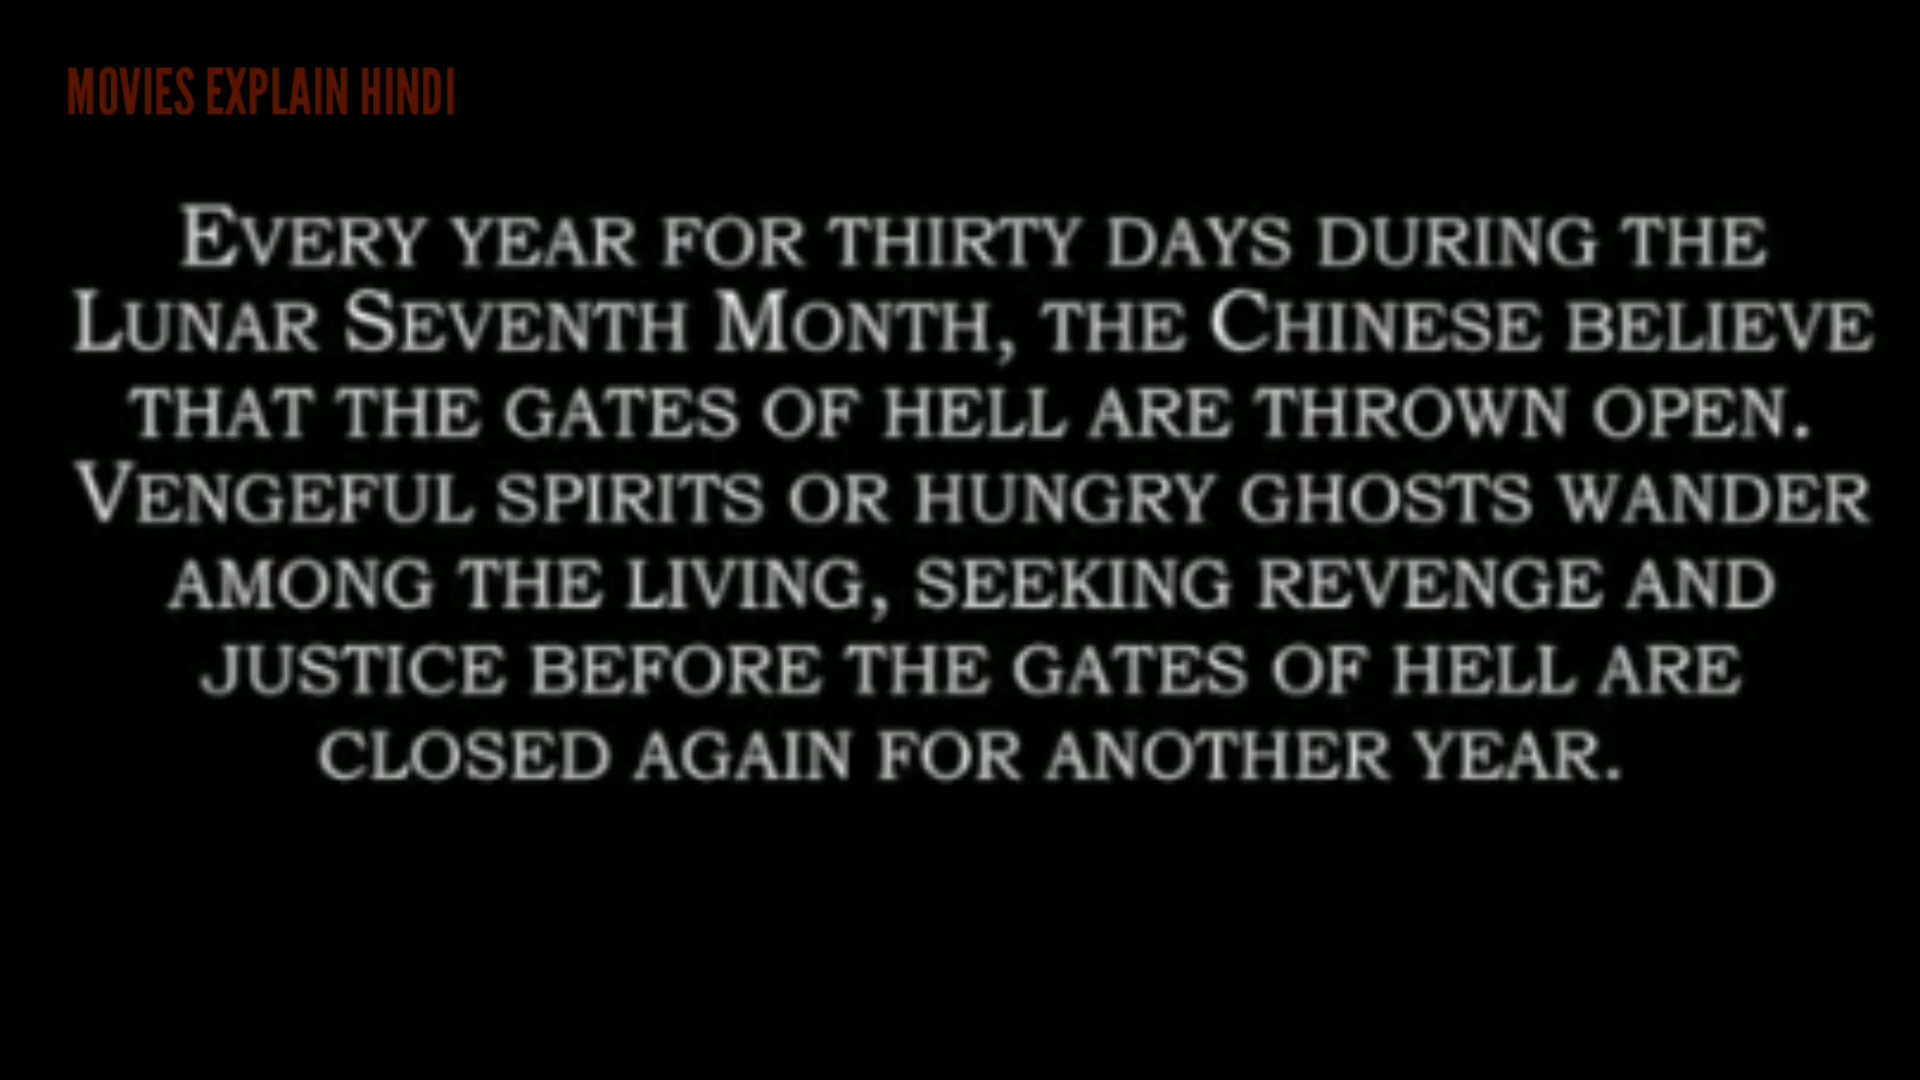 MOVIES EXPLAIN HINDI
EVERY YEAR FOR THIRTY DAYS DURING THE
LUNAR SEVENTH MONTH, THE CHINESE BELIEVE
THAT THE GATES OF HELL ARE THROWN OPEN.
VENGEFUL SPIRITS OR HUNGRY GHOSTS WANDER
AMONG THE LIVING, SEEKING REVENGE AND
JUSTICE BEFORE THE GATES OF HELL ARE
CLOSED AGAIN FOR ANOTHER YEAR.